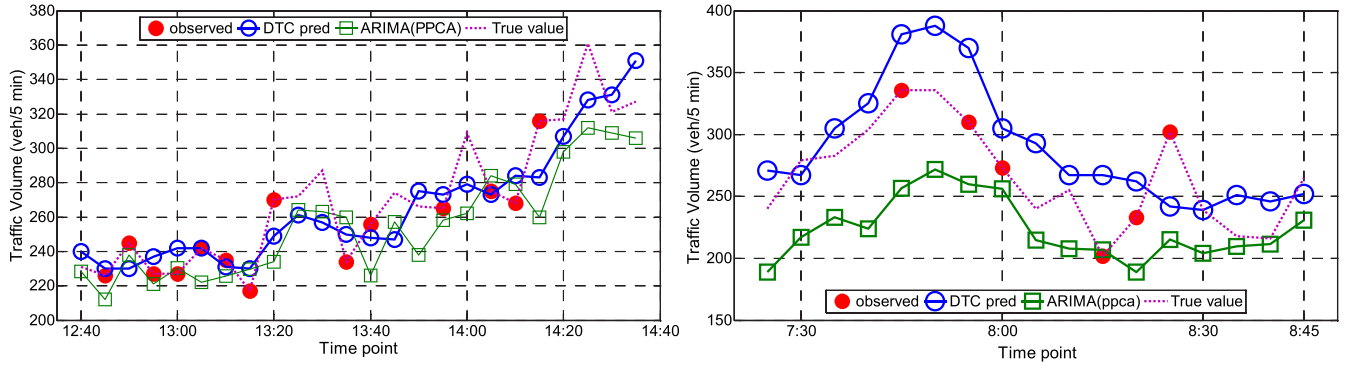 observed DTC pred ARIMA(PPCA) True value
Traffic Volume (veh/5 min)
380
360
340
320
300
280
260
240
220
200
12:40 13:00 13:20 13:40 14:00 14:20 14:40
Time point
Traffic Volume (veh/5 min)
400
350
300
250
200
150
observed DTC pred ARIMA(ppca) True value
7:30 8:00 8:30 8:45
Time point